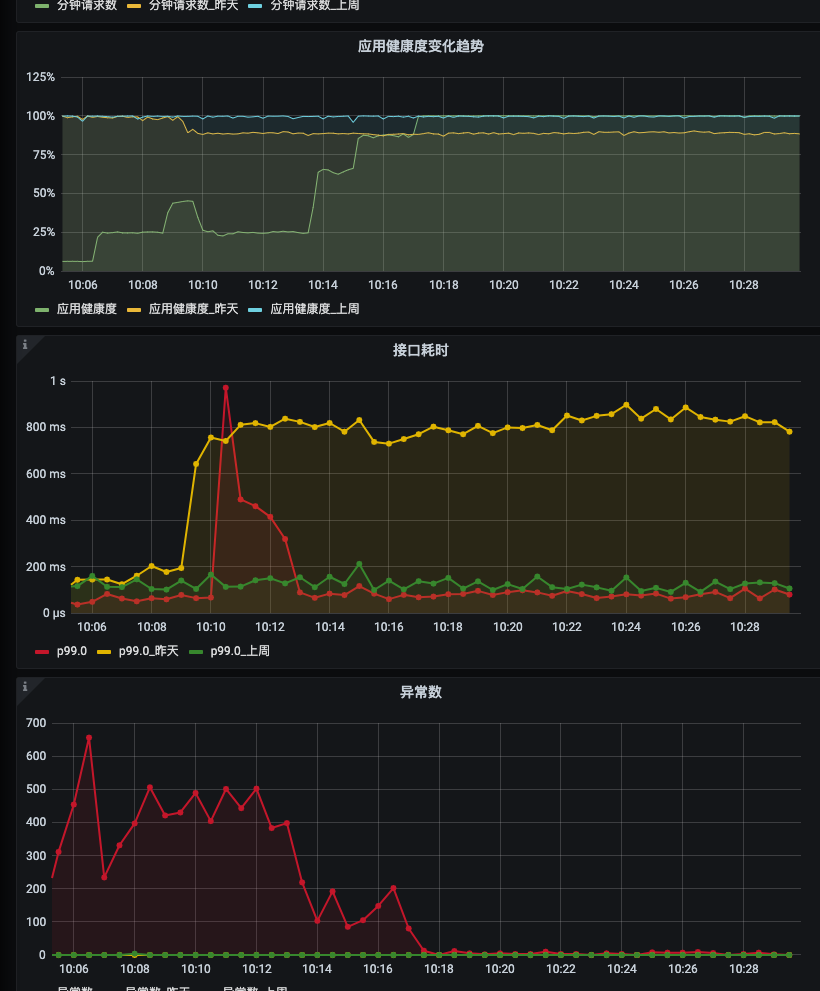 分钟请求数 分钟请求数_昨天 分钟请求数_上周
应用健康度变化趋势
125%
100%
75%
50%
25%
0%
10:06 10:08 10:10 10:12 10:14 10:16 10:18 10:20 10:22 10:24 10:26 10:28
应用健康度 应用健康度_昨天 应用健康度_上周
i
接口耗时
1 s
800 ms
600 ms
400 ms
200 ms
0 µs
10:06 10:08 10:10 10:12 10:14 10:16 10:18 10:20 10:22 10:24 10:26 10:28
p99.0 p99.0_昨天 p99.0_上周
i
异常数
700
600
500
400
300
200
100
0
10:06 10:08 10:10 10:12 10:14 10:16 10:18 10:20 10:22 10:24 10:26 10:28
异常数 异常数_昨天 异常数_上周